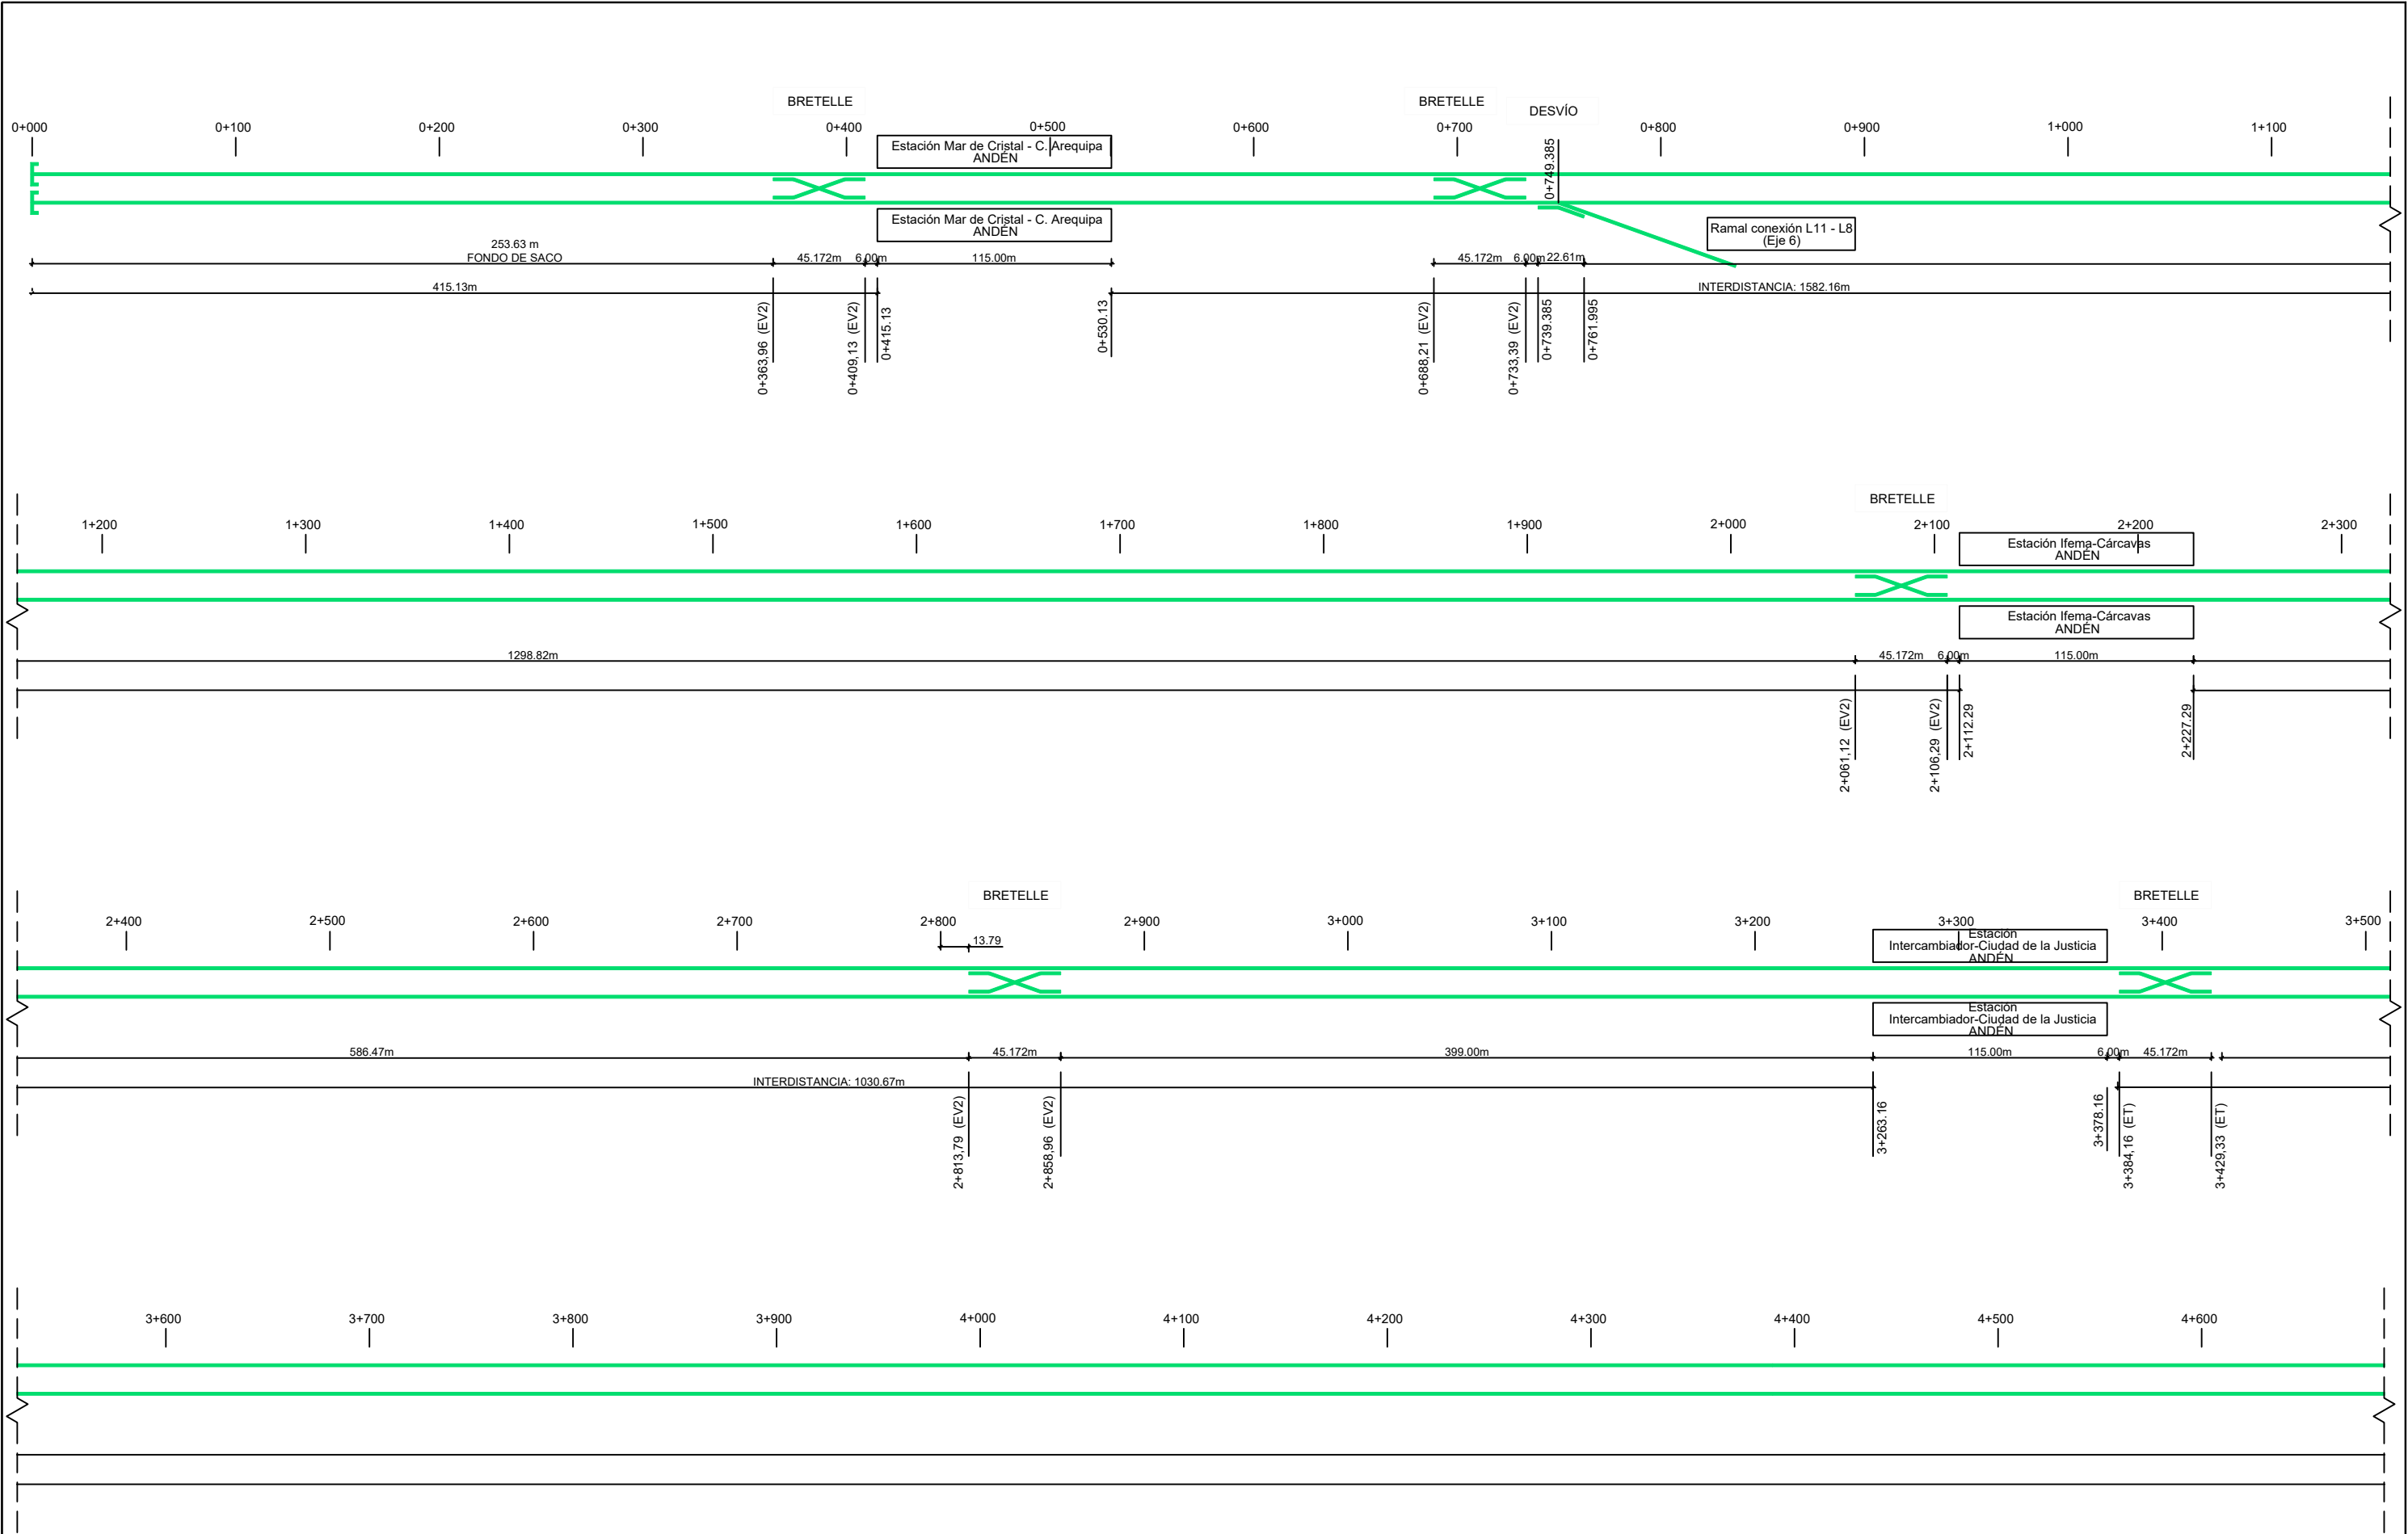 BRETELLE
BRETELLE
DESVÍO
0+000
0+100
0+200
0+300
0+400
0+500
0+600
0+700
0+800
0+900
1+000
1+100
Estación Mar de Cristal - C. Arequipa
ANDÉN
0+749.385
Estación Mar de Cristal - C. Arequipa
ANDÉN
Ramal conexión L11 - L8
(Eje 6)
253.63 m
FONDO DE SACO
45.172m
6.00m
115.00m
45.172m
6.00m
22.61m
415.13m
INTERDISTANCIA: 1582.16m
0+363,96 (EV2)
0+409,13 (EV2)
0+415.13
0+530.13
0+688,21 (EV2)
0+733,39 (EV2)
0+739.385
0+761.995
BRETELLE
1+200
1+300
1+400
1+500
1+600
1+700
1+800
1+900
2+000
2+100
2+200
2+300
Estación Ifema-Cárcavas
ANDÉN
Estación Ifema-Cárcavas
ANDÉN
1298.82m
45.172m
6.00m
115.00m
2+061,12 (EV2)
2+106,29 (EV2)
2+112.29
2+227.29
BRETELLE
BRETELLE
2+400
2+500
2+600
2+700
2+800
2+900
3+000
3+100
3+200
3+300
3+400
3+500
13.79
Estación
Intercambiador-Ciudad de la Justicia
ANDÉN
Estación
Intercambiador-Ciudad de la Justicia
ANDÉN
586.47m
45.172m
399.00m
115.00m
6.00m
45.172m
INTERDISTANCIA: 1030.67m
2+813,79 (EV2)
2+858,96 (EV2)
3+263.16
3+378.16
3+384,16 (ET)
3+429,33 (ET)
3+600
3+700
3+800
3+900
4+000
4+100
4+200
4+300
4+400
4+500
4+600